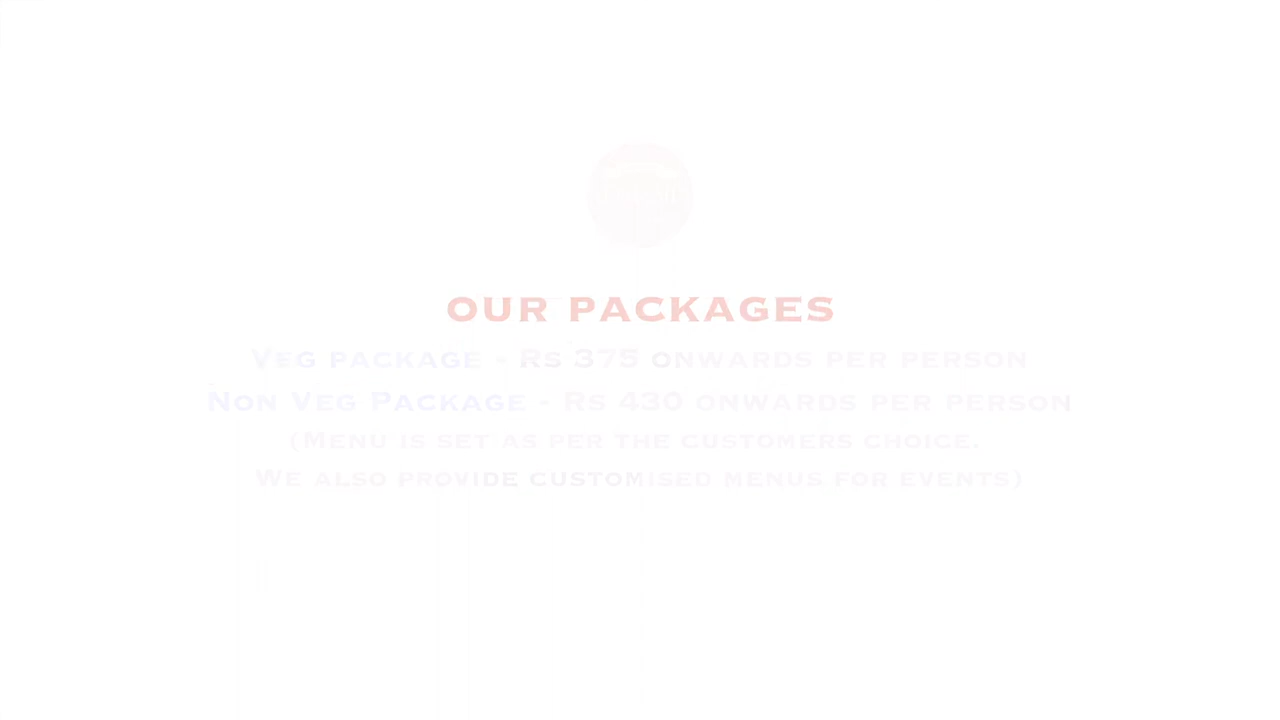 OUR PACKAGES
VEG PACKAGE - RS 375 ONWARDS PER PERSON
NON VEG PACKAGE - RS 430 ONWARDS PER PERSON
(MENU IS SET AS PER THE CUSTOMERS CHOICE.
WE ALSO PROVIDE CUSTOMISED MENUS FOR EVENTS)